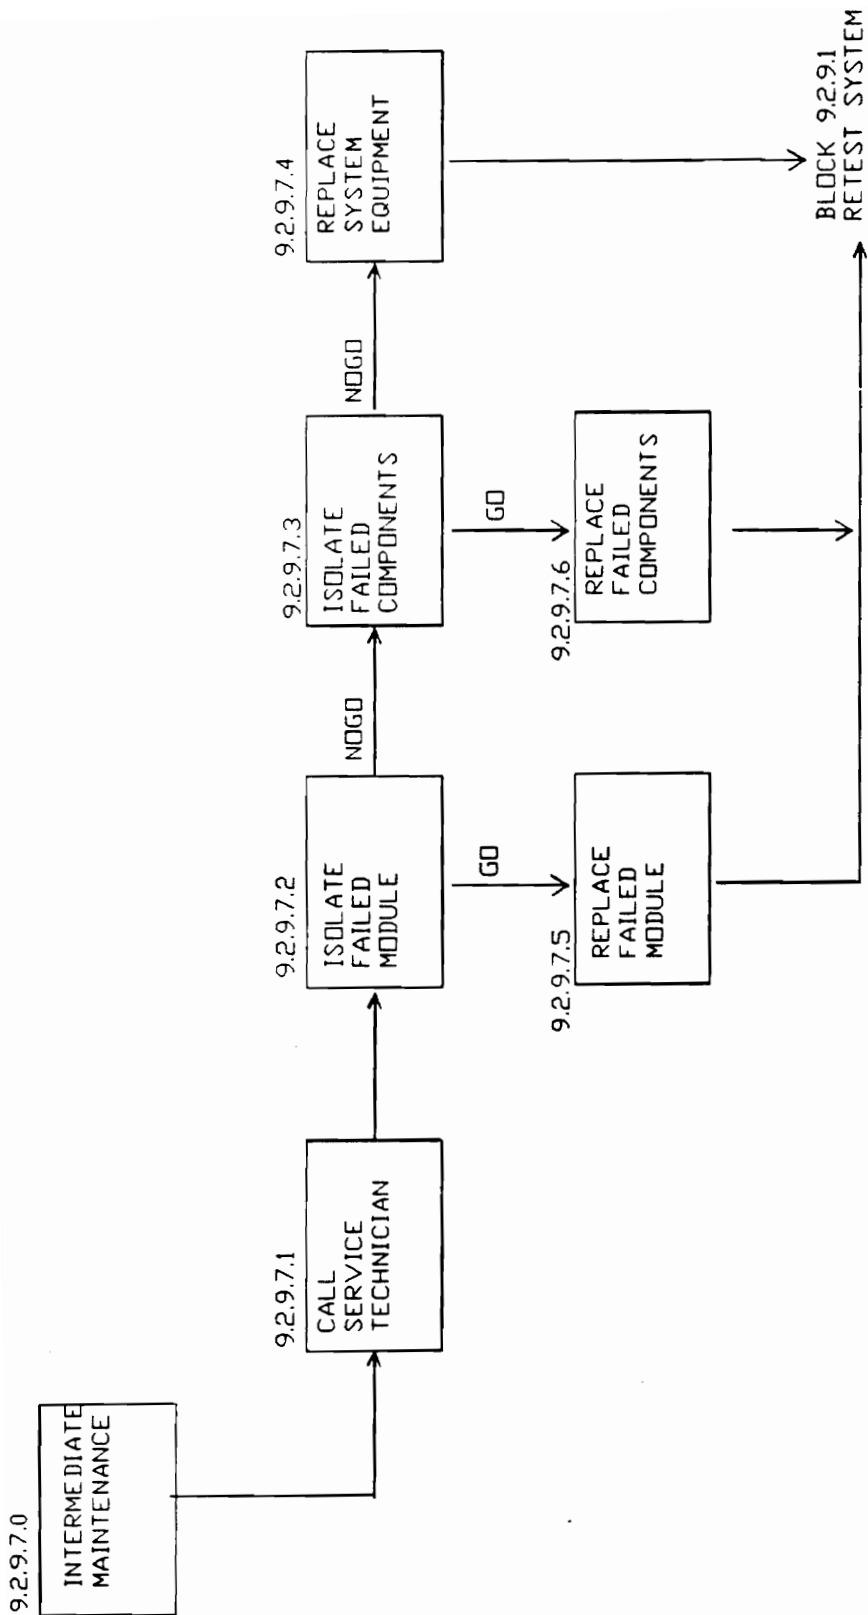 9.2.9.7.0
INTERMEDIATE
MAINTENANCE
9.2.9.7.1
CALL
SERVICE
TECHNICIAN
9.2.9.7.2
ISOLATE
FAILED
MODULE
NOGO
9.2.9.7.3
ISOLATE
FAILED
COMPONENTS
NOGO
9.2.9.7.4
REPLACE
SYSTEM
EQUIPMENT
GO
9.2.9.7.5
REPLACE
FAILED
MODULE
GO
9.2.9.7.6
REPLACE
FAILED
COMPONENTS
BLOCK 9.2.9.1
RETEST SYSTEM